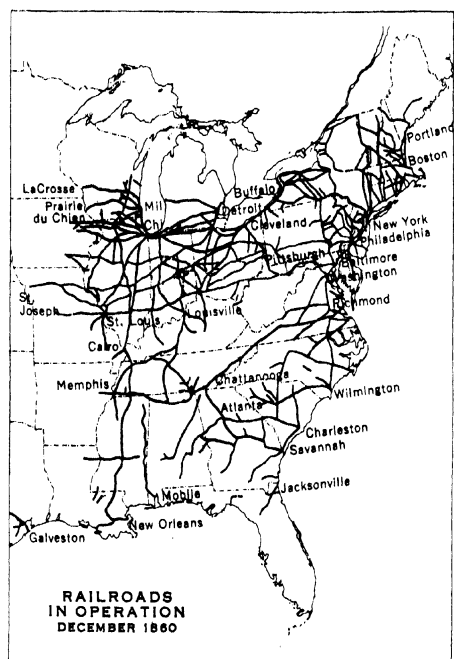 Portland
Boston
LaCrosse
Buffalo
Prairie
du Chien
Mil
Chi
Detroit
Cleveland
New York
Philadelphia
Pittsburgh
Baltimore
Washington
St.
Joseph
St. Louis
Louisville
Richmond
Cairo
Memphis
Chattanooga
Atlanta
Wilmington
Charleston
Savannah
Mobile
Jacksonville
New Orleans
Galveston
RAILROADS
IN OPERATION
DECEMBER 1860